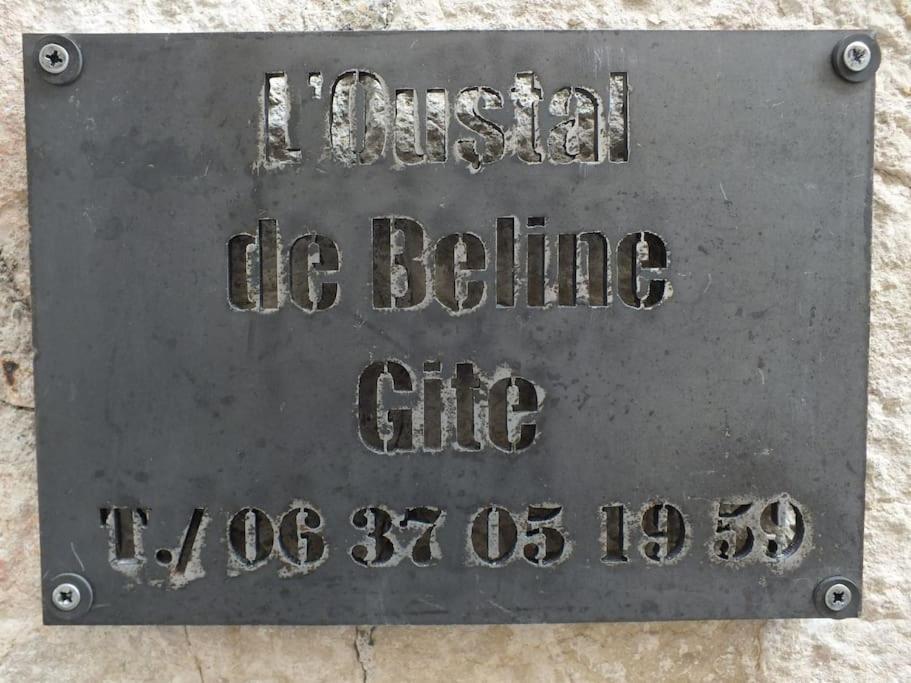 L'Oustal
de Beline
Gite
T./ 06 37 05 19 59